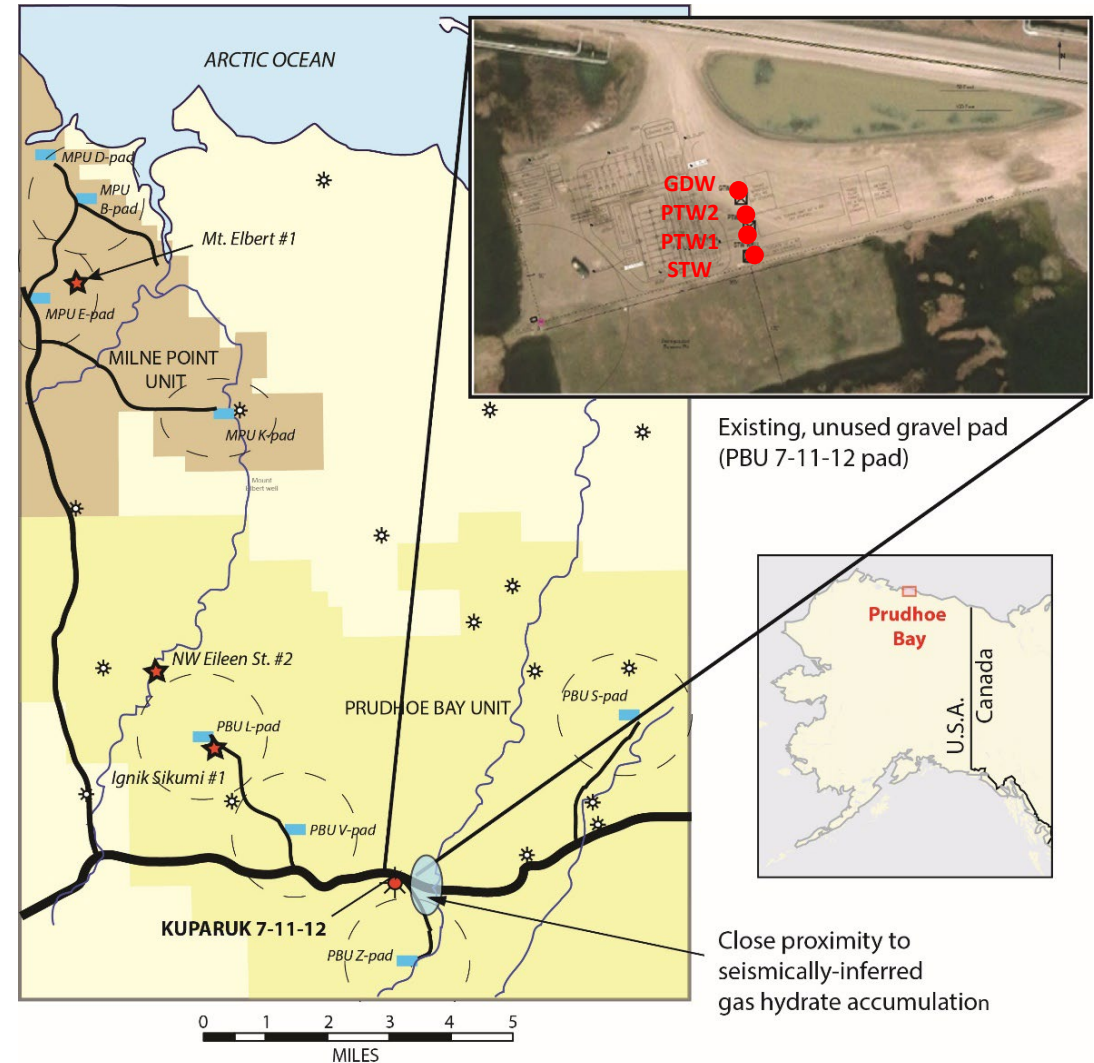 ARCTIC OCEAN
MPU D-pad
MPU
B-pad
Mt. Elbert #1
MPU E-pad
MILNE POINT
UNIT
MPU K-pad
Mount
Elbert well
GDW
PTW2
PTW1
STW
N
Existing, unused gravel pad
(PBU 7-11-12 pad)
Prudhoe
Bay
U.S.A.
Canada
NW Eileen St. #2
PRUDHOE BAY UNIT
PBU S-pad
PBU L-pad
Ignik Sikumi #1
PBU V-pad
KUPARUK 7-11-12
PBU Z-pad
Close proximity to
seismically-inferred
gas hydrate accumulation
0 1 2 3 4 5
MILES